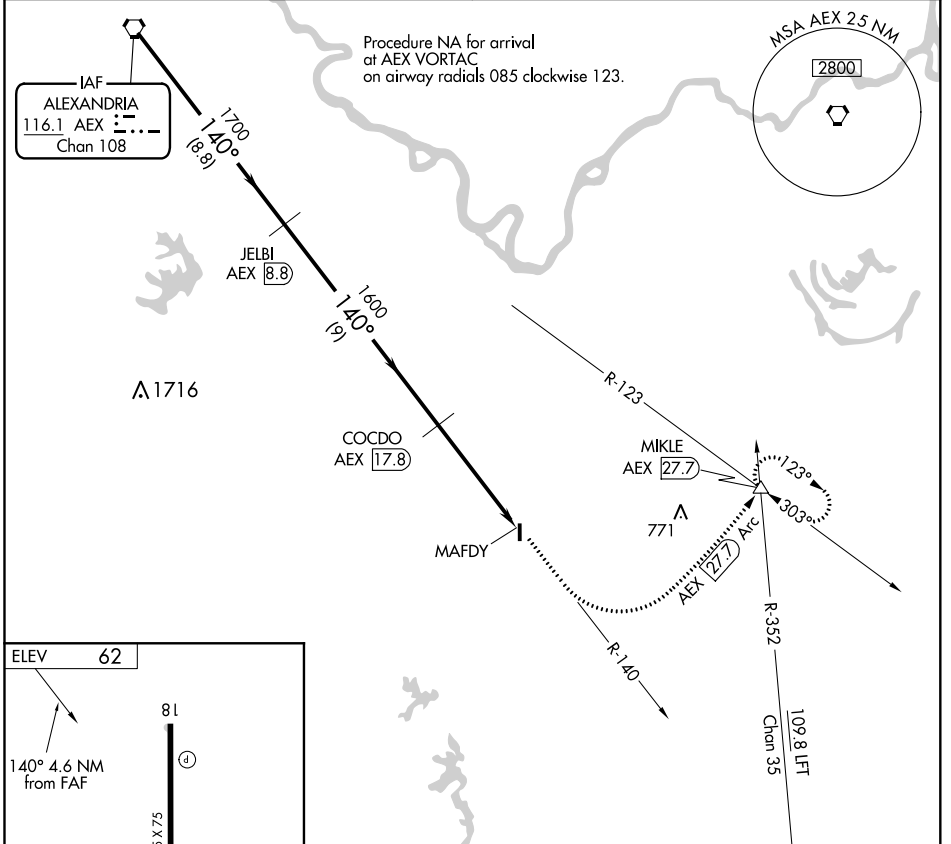 Procedure NA for arrival
at AEX VORTAC
on airway radials 085 clockwise 123.
MSA AEX 25 NM
2800
IAF
ALEXANDRIA
116.1 AEX
Chan 108
1700
140°
(8.8)
JELBI
AEX 8.8
1600
140°
(9)
1716
COCDO
AEX 17.8
MAFDY
R-123
MIKLE
AEX 27.7
771
123°
303°
AEX 27.7 Arc
R-140
R-352
109.8 LFT
Chan 35
ELEV 62
140° 4.6 NM
from FAF
18
P
X 75